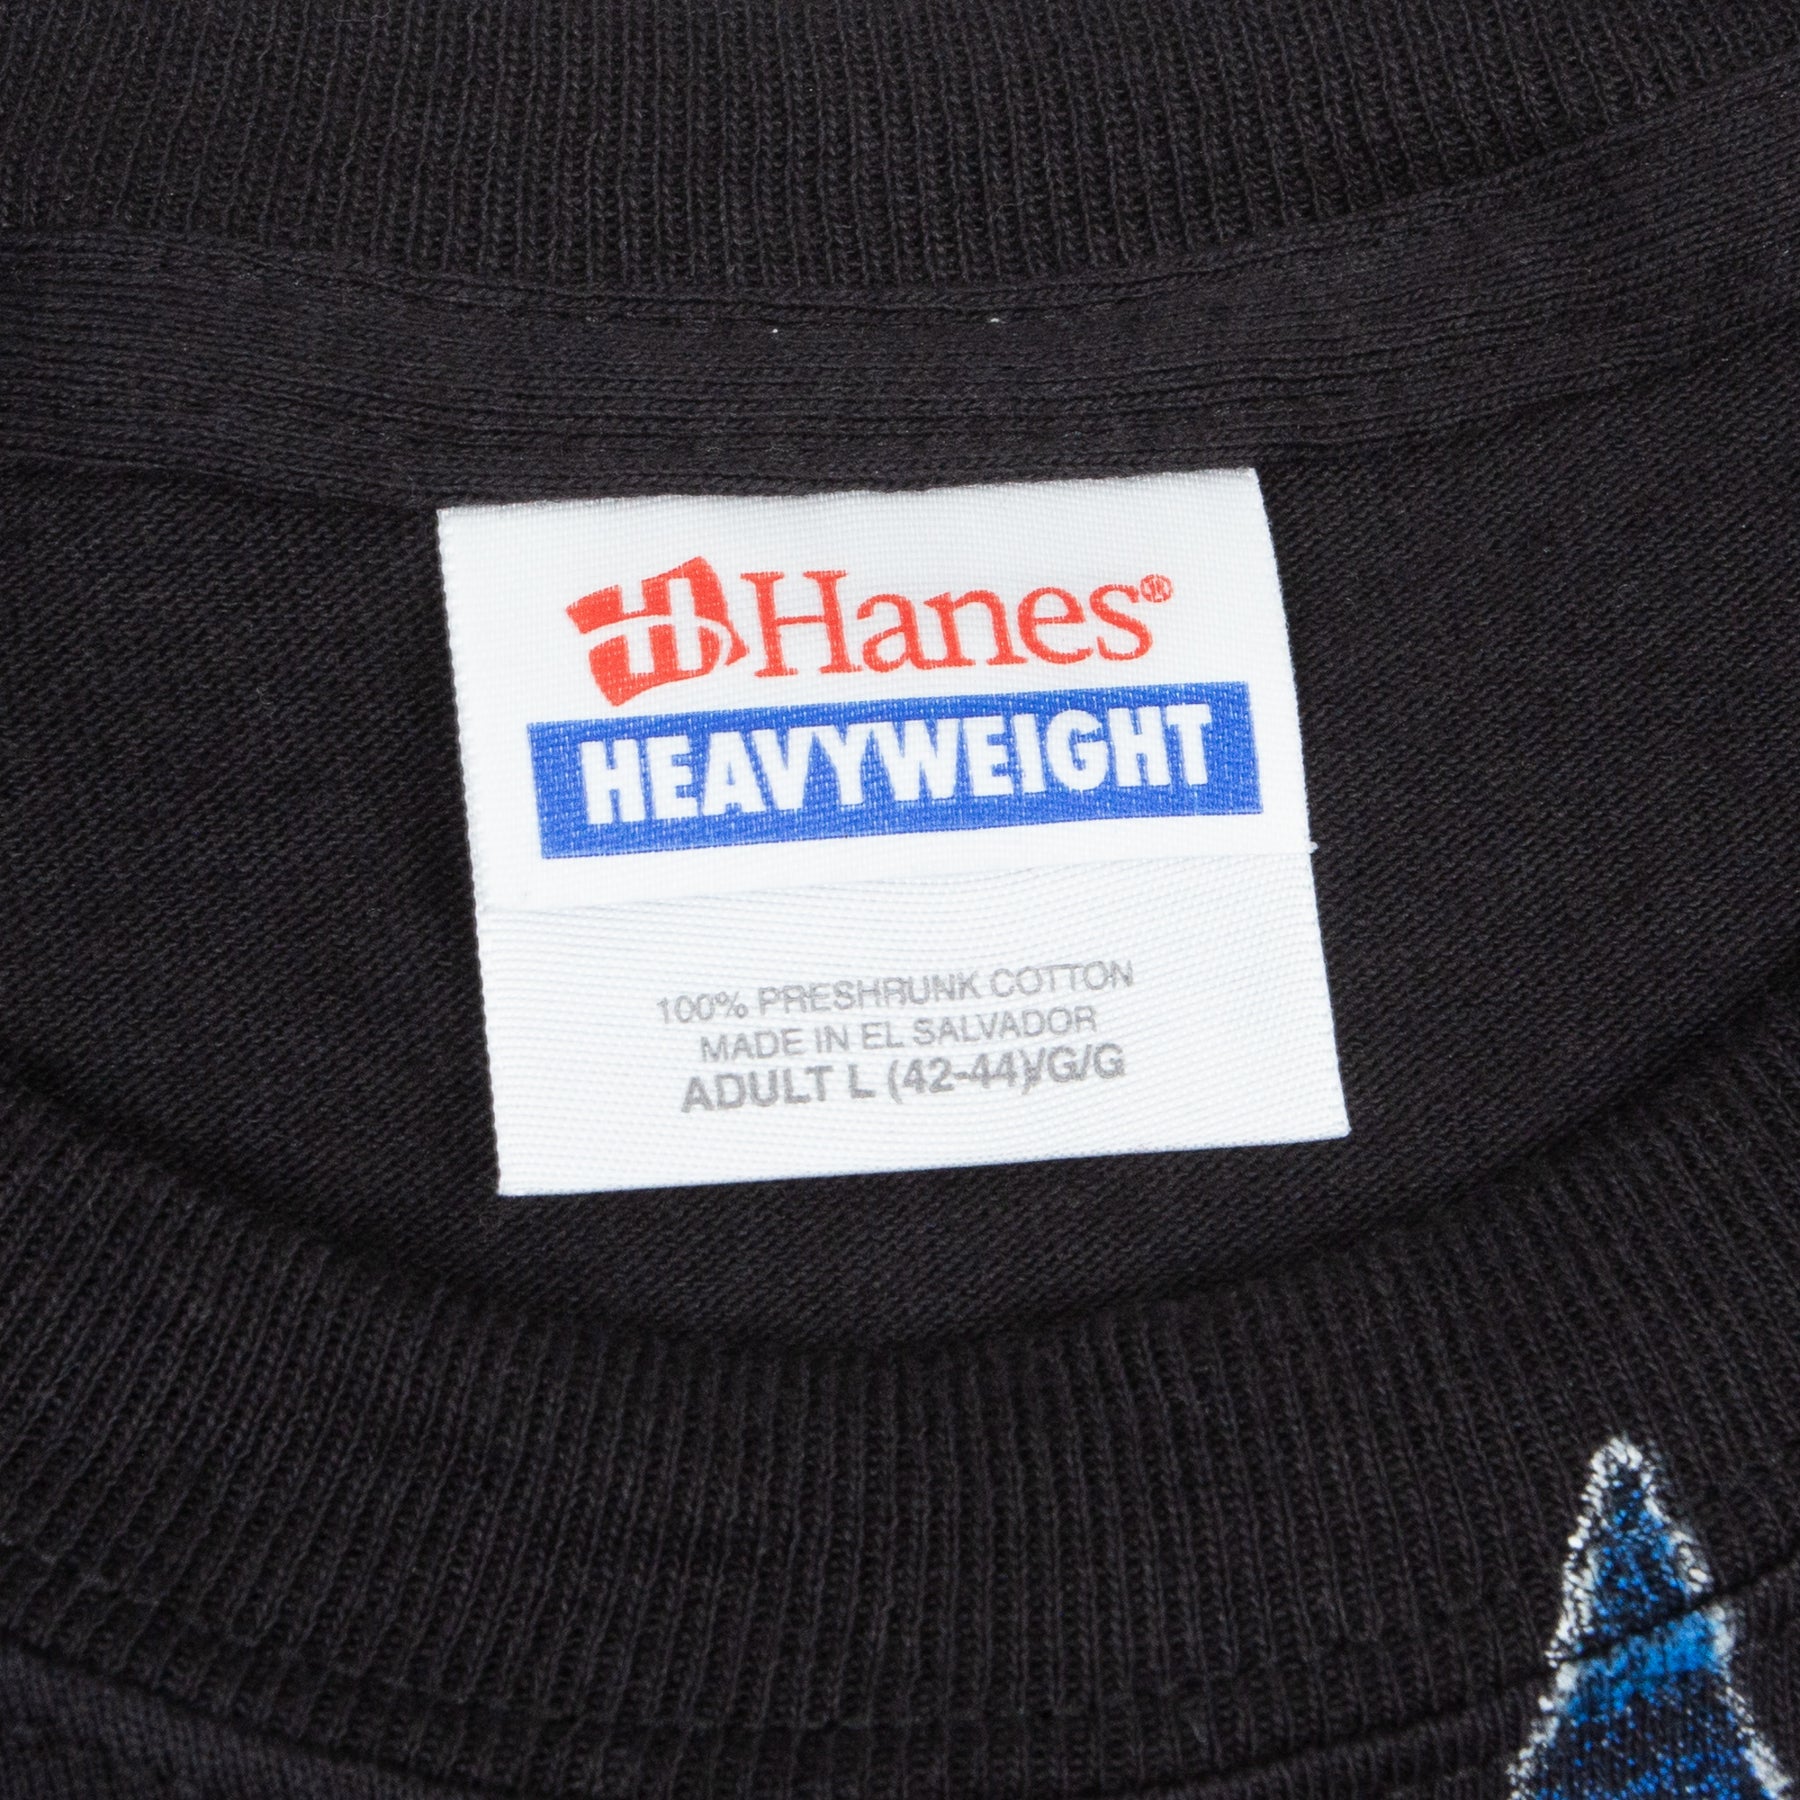 Hanes®
HEAVYWEIGHT
100% PRESHRUNK COTTON
MADE IN EL SALVADOR
ADULT L (42-44)/G/G